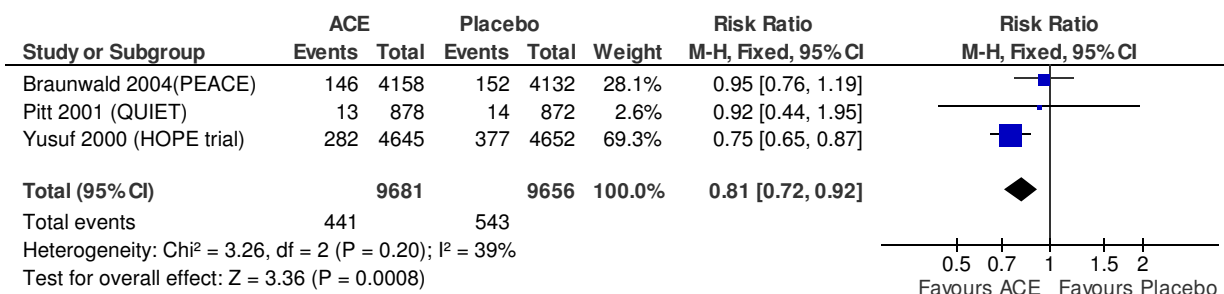 ACE Placebo Risk Ratio Risk Ratio
Study or Subgroup Events Total Events Total Weight M-H, Fixed, 95% CI M-H, Fixed, 95% CI
Braunwald 2004(PEACE) 146 4158 152 4132 28.1% 0.95 [0.76, 1.19]
Pitt 2001 (QUIET) 13 878 14 872 2.6% 0.92 [0.44, 1.95]
Yusuf 2000 (HOPE trial) 282 4645 377 4652 69.3% 0.75 [0.65, 0.87]
Total (95% CI) 9681 9656 100.0% 0.81 [0.72, 0.92]
Total events 441 543
Heterogeneity: Chi² = 3.26, df = 2 (P = 0.20); I² = 39%
Test for overall effect: Z = 3.36 (P = 0.0008)
0.5 0.7 1 1.5 2
Favours ACE Favours Placebo